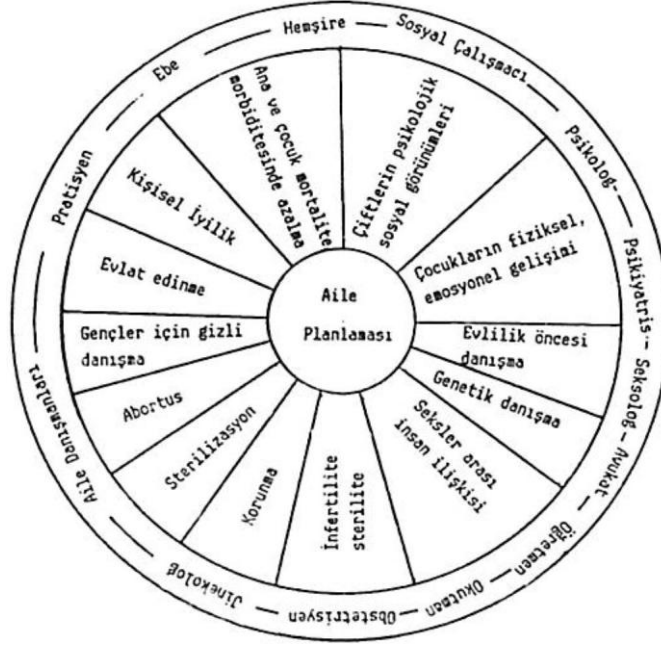 Hemşire — Sosyal Çalışmacı — Psikolog — Psikiyatris — Seksolog — Avukat — Öğretmen — Okutman — Obstetrisyen — Jinekolog — Aile Danışmanları — Pratisyen — Ebe
Aile
Planlaması
Ana ve çocuk mortalite
morbiditesinde azalma
Çiftlerin psikolojik
sosyal görünümleri
Çocukların fiziksel,
emosyonel gelişimi
Evlilik öncesi
danışma
Genetik danışma
Seksler arası
insan ilişkisi
İnfertilite
sterilite
Korunma
Sterilizasyon
Abortus
Gençler için gizli
danışma
Evlat edinme
Kişisel İyilik